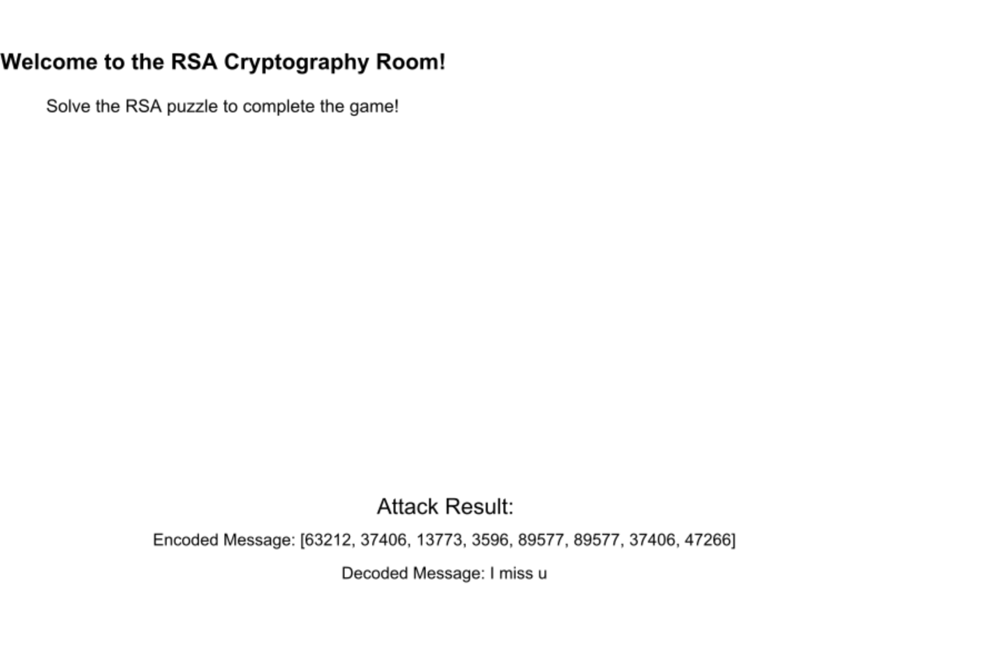 Welcome to the RSA Cryptography Room!
Solve the RSA puzzle to complete the game!
Attack Result:
Encoded Message: [63212, 37406, 13773, 3596, 89577, 89577, 37406, 47266]
Decoded Message: I miss u